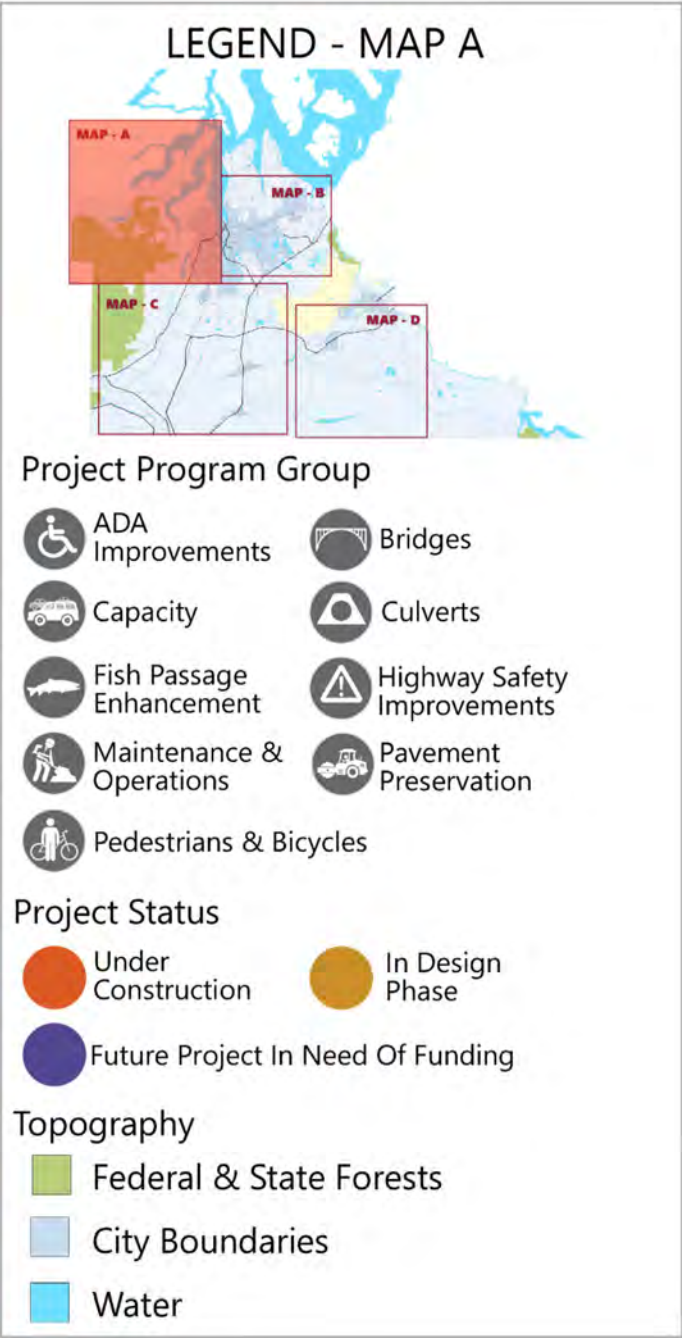 LEGEND - MAP A
MAP - A
MAP - B
MAP - C
MAP - D
Project Program Group
ADA
Improvements
Bridges
Capacity
Culverts
Fish Passage
Enhancement
Highway Safety
Improvements
Maintenance &
Operations
Pavement
Preservation
Pedestrians & Bicycles
Project Status
Under
Construction
In Design
Phase
Future Project In Need Of Funding
Topography
Federal & State Forests
City Boundaries
Water